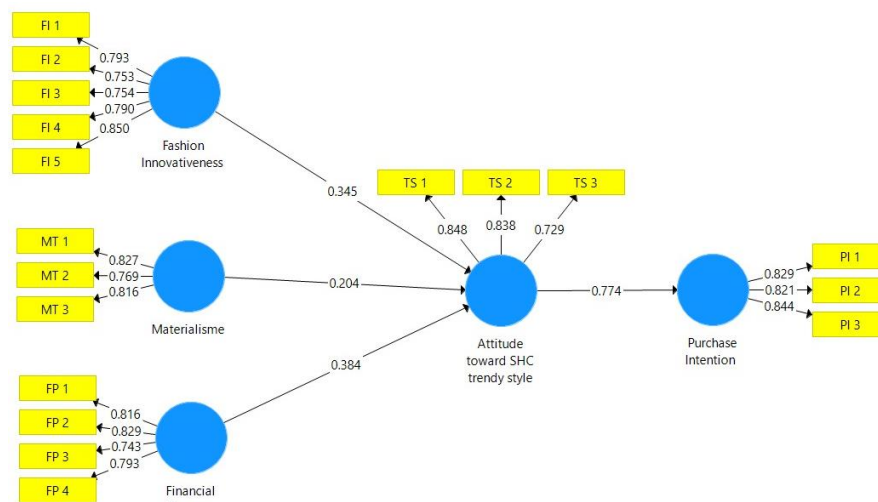 FI 1
FI 2
FI 3
FI 4
FI 5
0.793
0.753
0.754
0.790
0.850
Fashion
Innovativeness
0.345
MT 1
MT 2
MT 3
0.827
0.769
0.816
Materialisme
0.204
FP 1
FP 2
FP 3
FP 4
0.816
0.829
0.743
0.793
Financial
0.384
TS 1
TS 2
TS 3
0.848
0.838
0.729
Attitude
toward SHC
trendy style
0.774
Purchase
Intention
0.829
0.821
0.844
PI 1
PI 2
PI 3